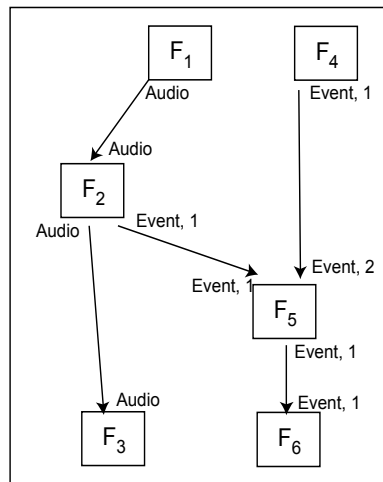 F1
F4
Audio
Event, 1
Audio
F2
Audio
Event, 1
Event, 2
Event, 1
F5
Event, 1
Audio
Event, 1
F3
F6